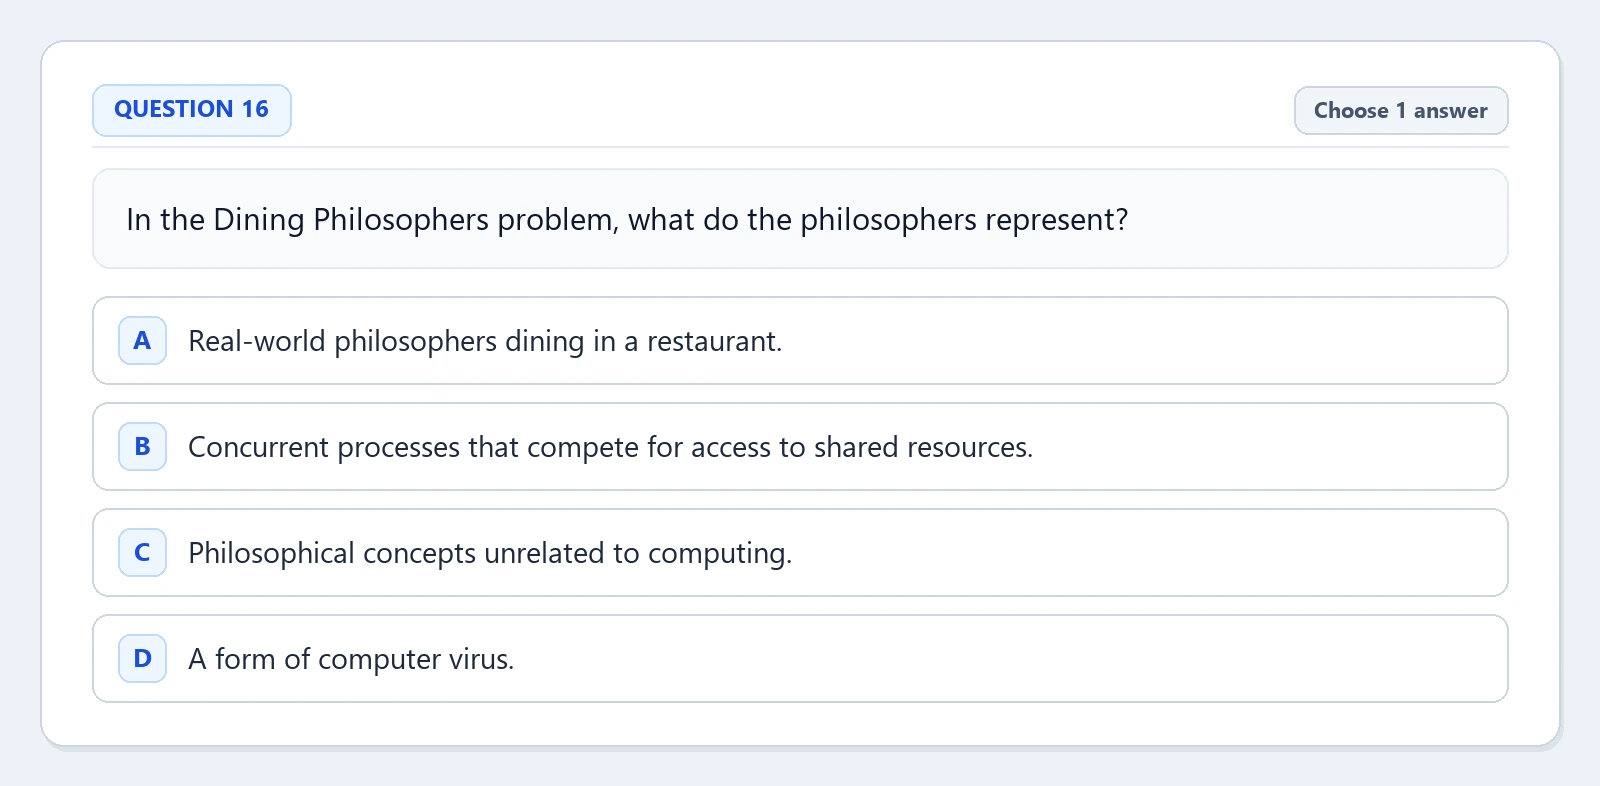 QUESTION 16
Choose 1 answer
In the Dining Philosophers problem, what do the philosophers represent?
A Real-world philosophers dining in a restaurant.
B Concurrent processes that compete for access to shared resources.
C Philosophical concepts unrelated to computing.
D A form of computer virus.